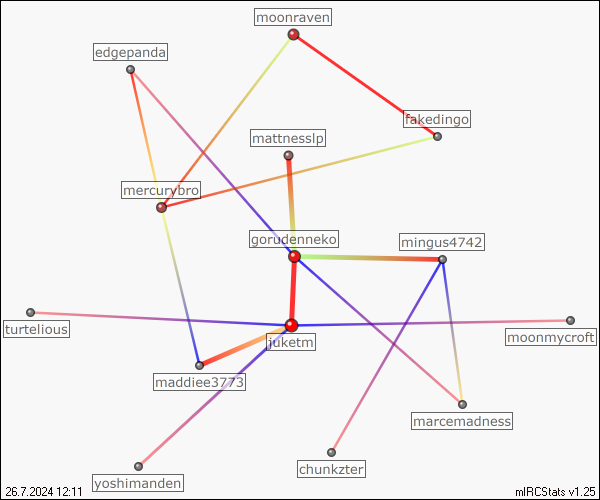 moonraven
edgepanda
fakedingo
mattnesslp
mercurybro
gorudenneko
mingus4742
turtelious
juketm
moonmycroft
maddiee3773
marcemadness
chunkzter
yoshimanden
26.7.2024 12:11
mIRCStats v1.25